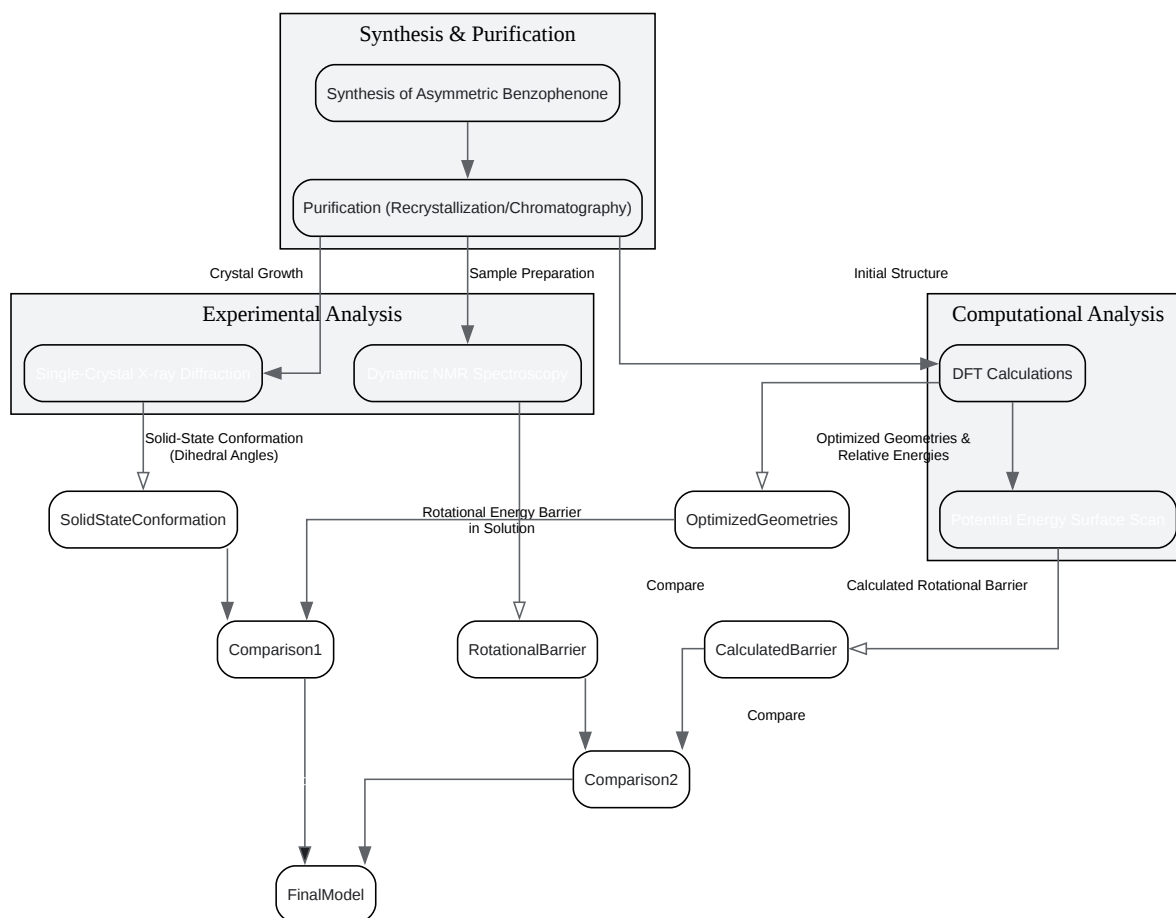 Synthesis & Purification
Synthesis of Asymmetric Benzophenone
Purification (Recrystallization/Chromatography)
Crystal Growth
Sample Preparation
Initial Structure
Experimental Analysis
Computational Analysis
Single-Crystal X-ray Diffraction
Dynamic NMR Spectroscopy
DFT Calculations
Solid-State Conformation
(Dihedral Angles)
Optimized Geometries &
Relative Energies
SolidStateConformation
Rotational Energy Barrier
in Solution
OptimizedGeometries
Potential Energy Surface Scan
Compare
Calculated Rotational Barrier
Comparison1
RotationalBarrier
CalculatedBarrier
Compare
Comparison2
FinalModel